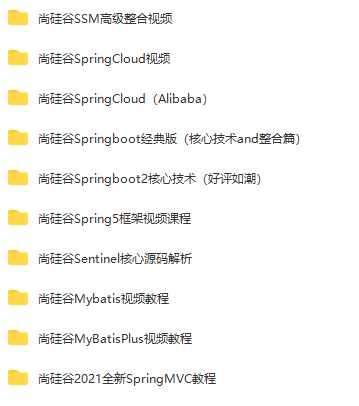 尚硅谷SSM高级整合视频
尚硅谷SpringCloud视频
尚硅谷SpringCloud（Alibaba）
尚硅谷Springboot经典版（核心技术and整合篇）
尚硅谷Springboot2核心技术（好评如潮）
尚硅谷Spring5框架视频课程
尚硅谷Sentinel核心源码解析
尚硅谷Mybatis视频教程
尚硅谷MyBatisPlus视频教程
尚硅谷2021全新SpringMVC教程